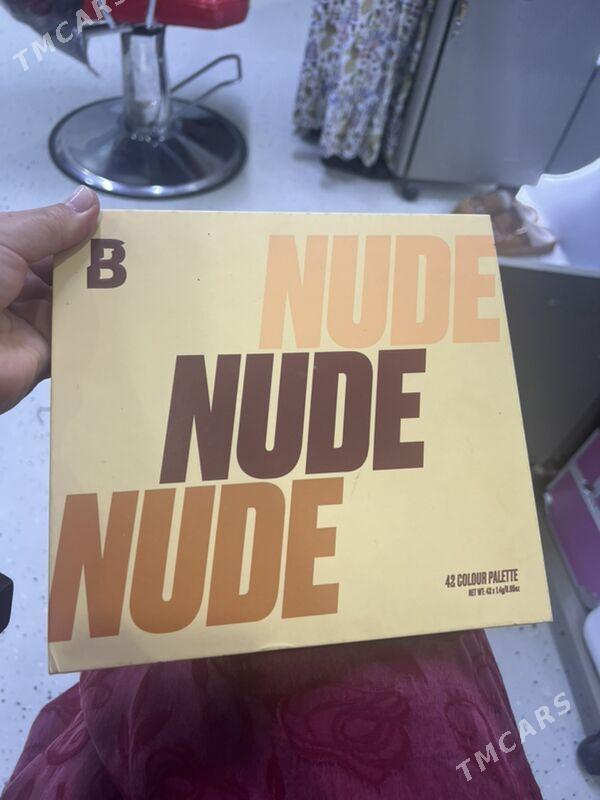 TMCARS
B
NUDE
NUDE
NUDE
42 COLOUR PALETTE
NET WT: 42 x 1.4g/0.05oz
TMCARS